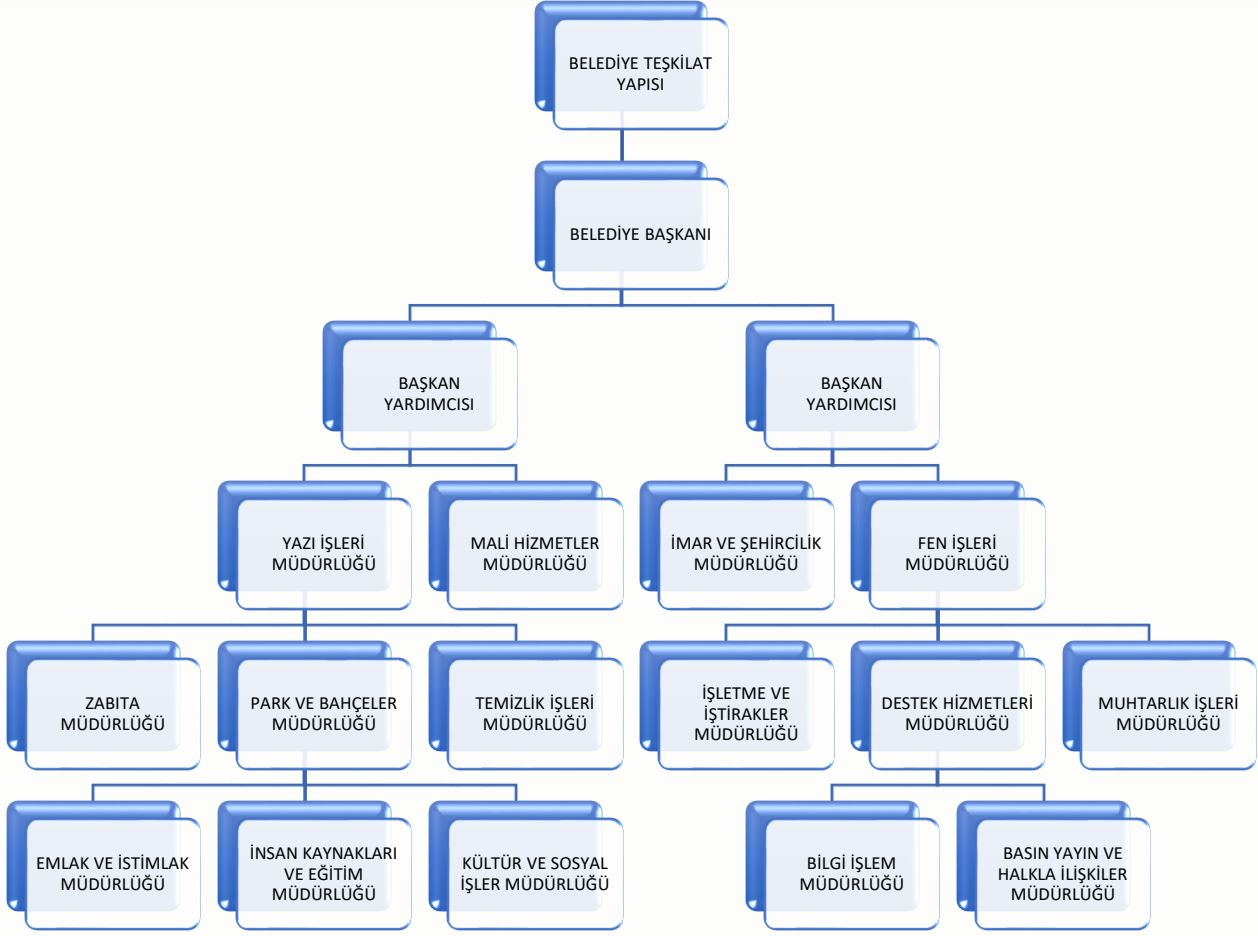 BELEDİYE TEŞKİLAT
YAPISI
BELEDİYE BAŞKANI
BAŞKAN
YARDIMCISI
BAŞKAN
YARDIMCISI
YAZI İŞLERİ
MÜDÜRLÜĞÜ
MALİ HİZMETLER
MÜDÜRLÜĞÜ
İMAR VE ŞEHİRCİLİK
MÜDÜRLÜĞÜ
FEN İŞLERİ
MÜDÜRLÜĞÜ
ZABITA
MÜDÜRLÜĞÜ
PARK VE BAHÇELER
MÜDÜRLÜĞÜ
TEMİZLİK İŞLERİ
MÜDÜRLÜĞÜ
İŞLETME VE
İŞTİRAKLER
MÜDÜRLÜĞÜ
DESTEK HİZMETLERİ
MÜDÜRLÜĞÜ
MUHTARLIK İŞLERİ
MÜDÜRLÜĞÜ
EMLAK VE İSTİMLAK
MÜDÜRLÜĞÜ
İNSAN KAYNAKLARI
VE EĞİTİM
MÜDÜRLÜĞÜ
KÜLTÜR VE SOSYAL
İŞLER MÜDÜRLÜĞÜ
BİLGİ İŞLEM
MÜDÜRLÜĞÜ
BASIN YAYIN VE
HALKLA İLİŞKİLER
MÜDÜRLÜĞÜ